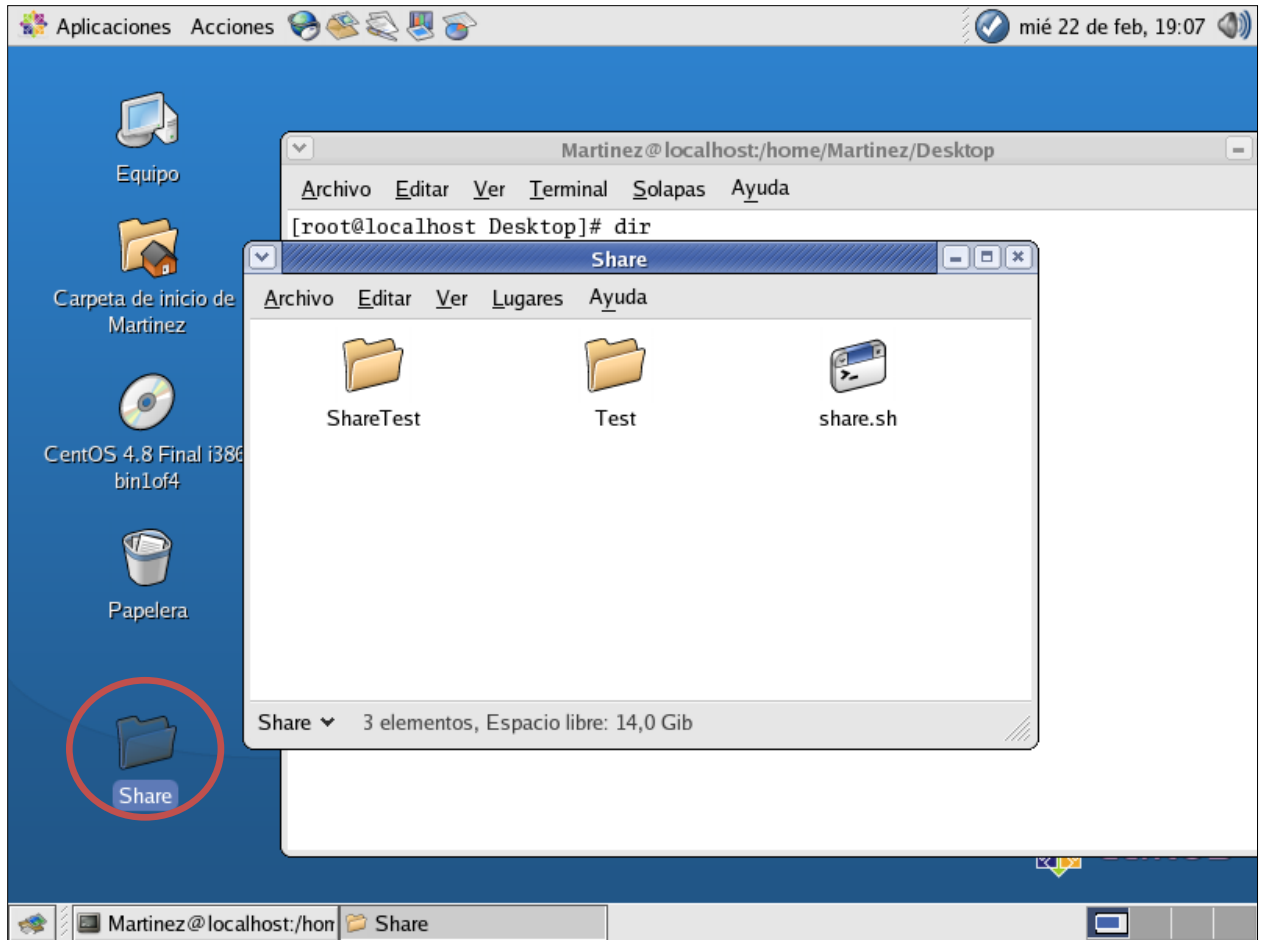 Aplicaciones Acciones mié 22 de feb, 19:07
Equipo
Martinez@localhost:/home/Martinez/Desktop
Archivo Editar Ver Terminal Solapas Ayuda
[root@localhost Desktop]# dir
Share
Archivo Editar Ver Lugares Ayuda
Carpeta de inicio de
Martinez
ShareTest Test share.sh
CentOS 4.8 Final i386
bin1of4
Papelera
Share 3 elementos, Espacio libre: 14,0 Gib
Share
Martinez@localhost:/hom Share